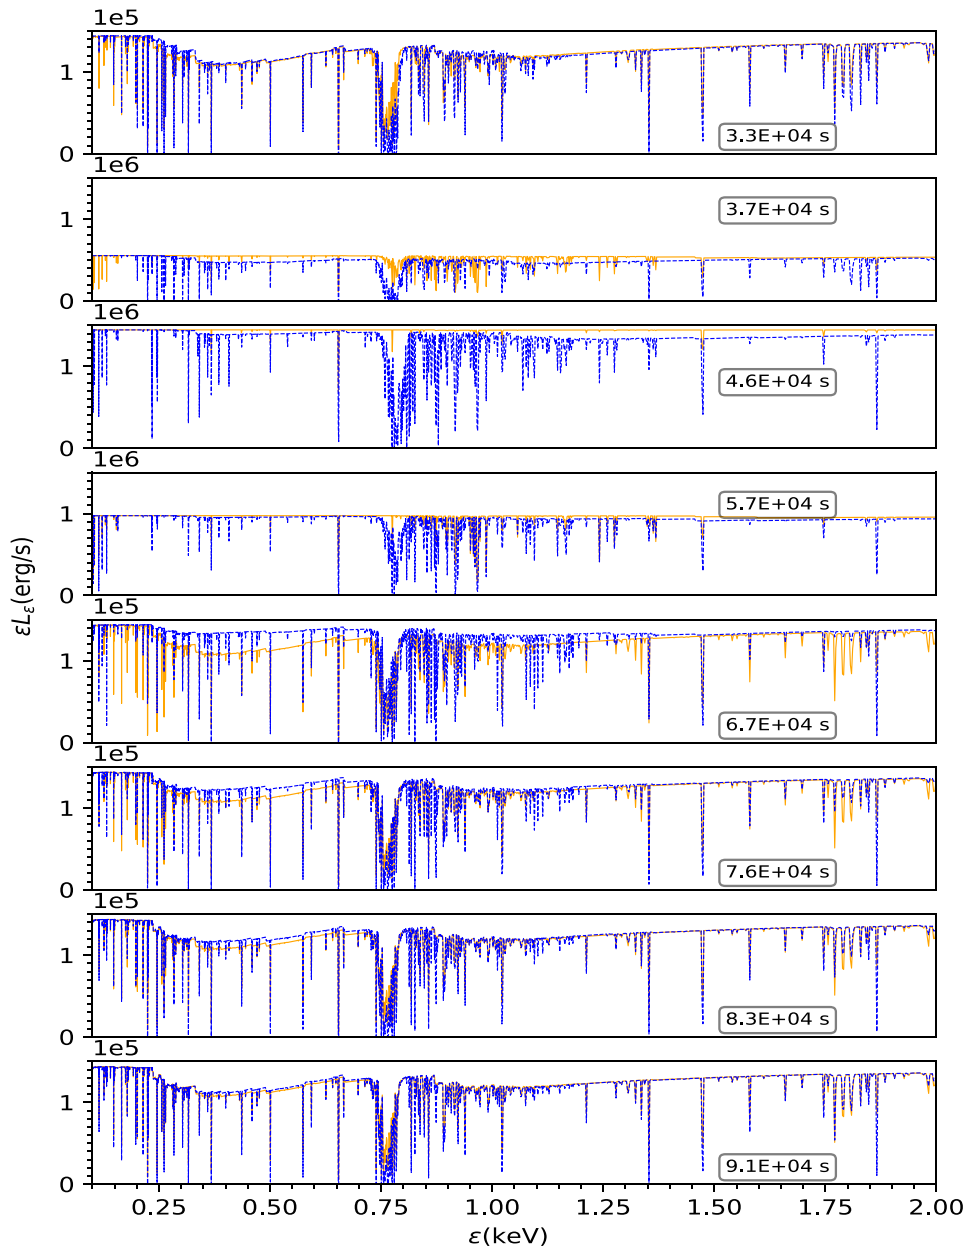 1e5
1
0
3.3E+04 s
1e6
1
0
3.7E+04 s
1e6
1
0
4.6E+04 s
1e6
1
0
5.7E+04 s
εLε(erg/s)
1e5
1
0
6.7E+04 s
1e5
1
0
7.6E+04 s
1e5
1
0
8.3E+04 s
1e5
1
0
9.1E+04 s
0.25 0.50 0.75 1.00 1.25 1.50 1.75 2.00
ε(keV)